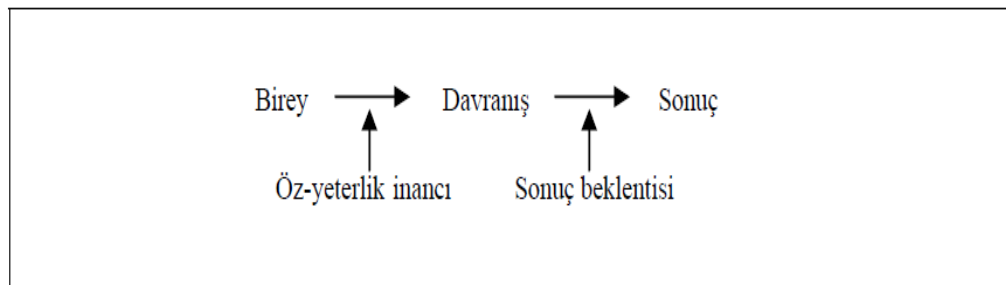 Birey Davranış Sonuç
Öz-yeterlik inancı Sonuç beklentisi